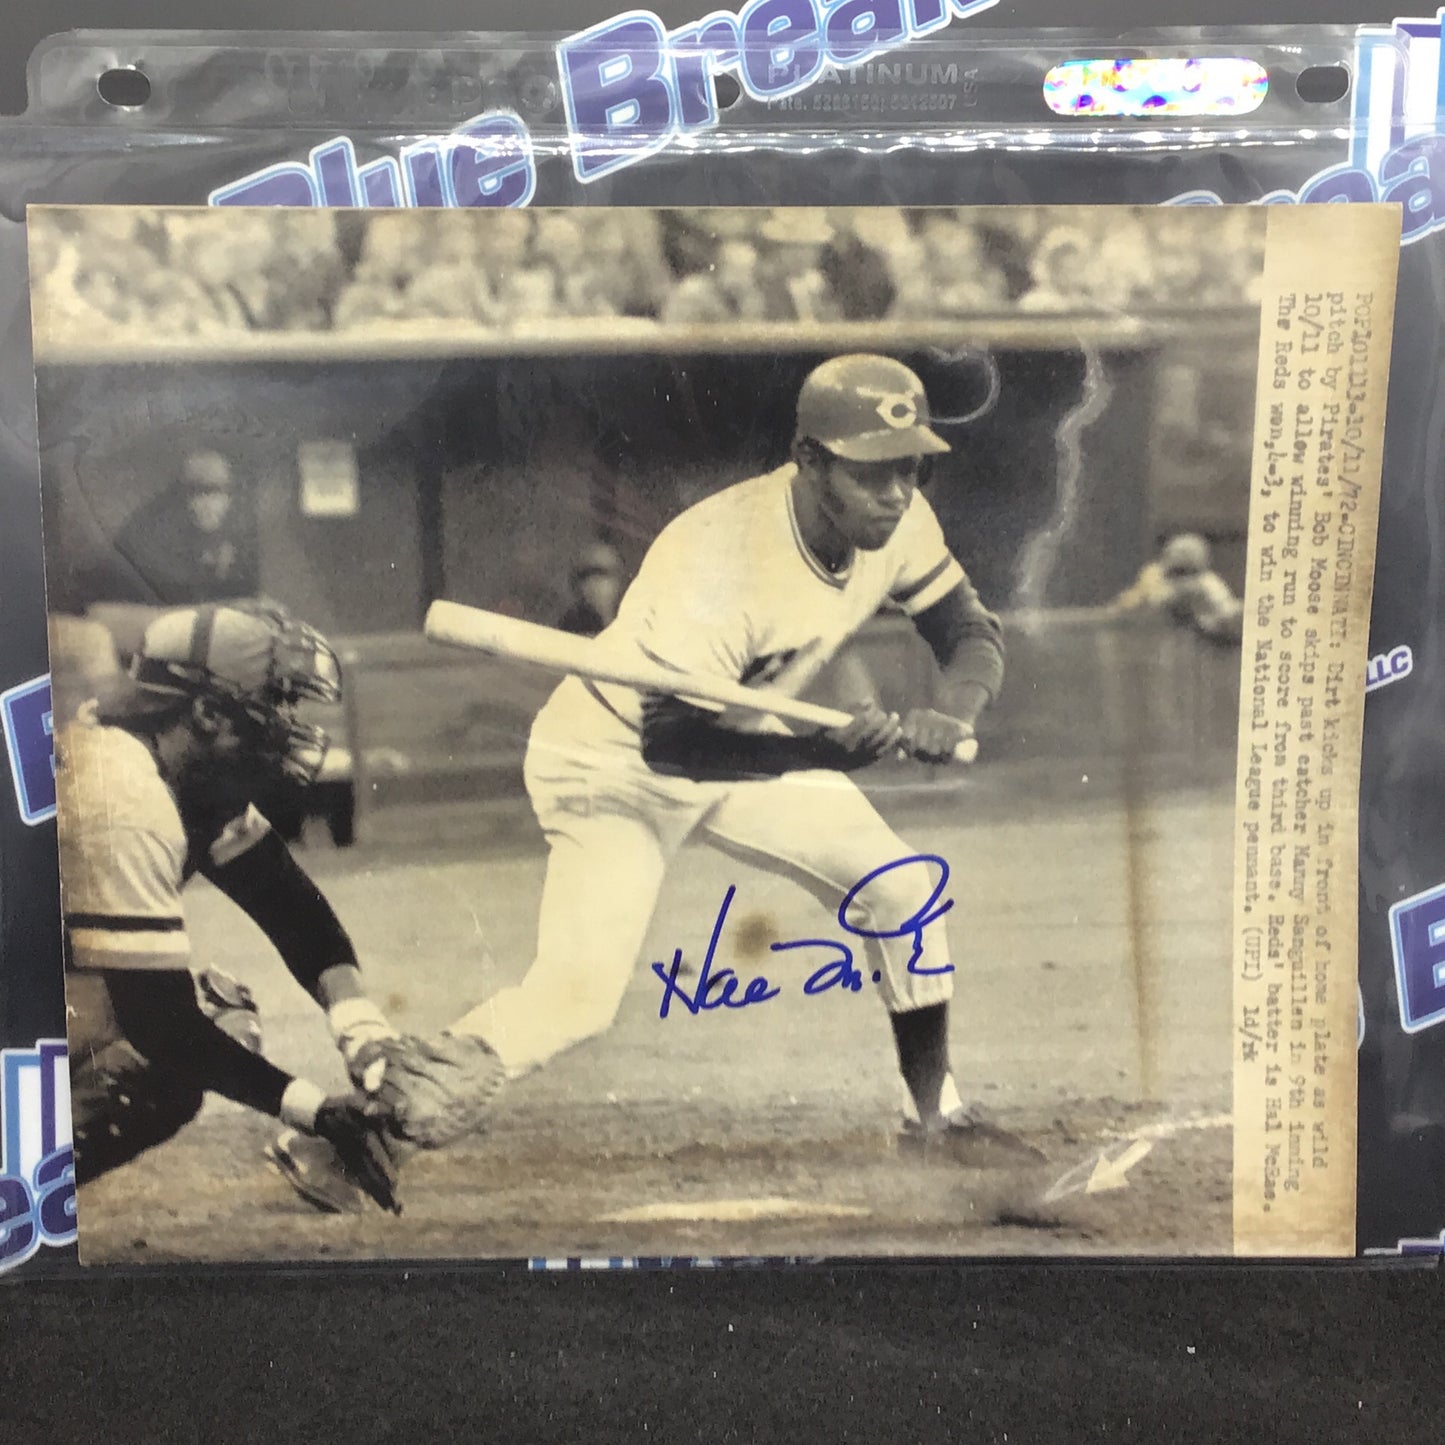 Blue Breaks
PLATINUM
USA
POP101113-10/11/72-CINCINNATI: Dirt kicks up in front of home plate as wild
pitch by Pirates' Bob Moose skips past catcher Manny Sanguillen in 9th inning
10/11 to allow winning run to score from third base. Reds' batter is Hal McRae.
The Reds won,4-3, to win the National League pennant. (UPI) ld/rk
C
Hal McR
LLC